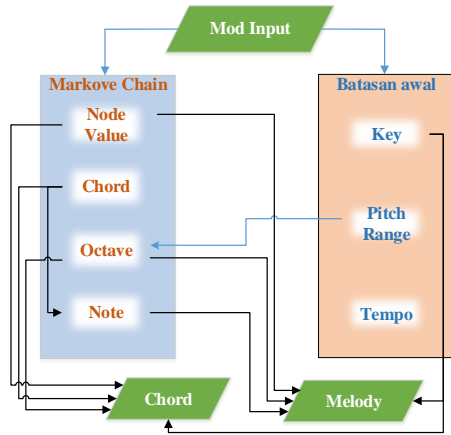 Mod Input
Markove Chain
Node
Value
Chord
Octave
Note
Batasan awal
Key
Pitch
Range
Tempo
Chord
Melody